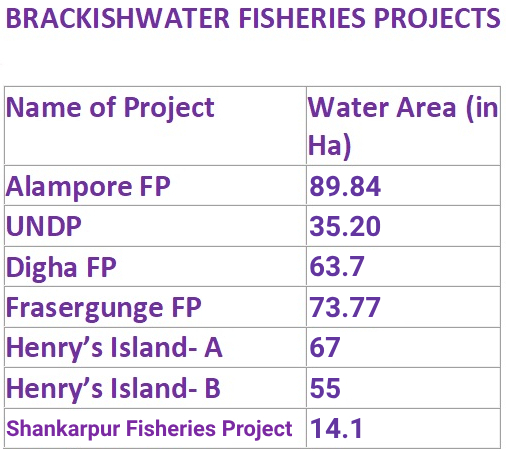 BRACKISHWATER FISHERIES PROJECTS
Name of Project Water Area (in
Ha)
Alampore FP 89.84
UNDP 35.20
Digha FP 63.7
Frasergunge FP 73.77
Henry’s Island- A 67
Henry’s Island- B 55
Shankarpur Fisheries Project 14.1